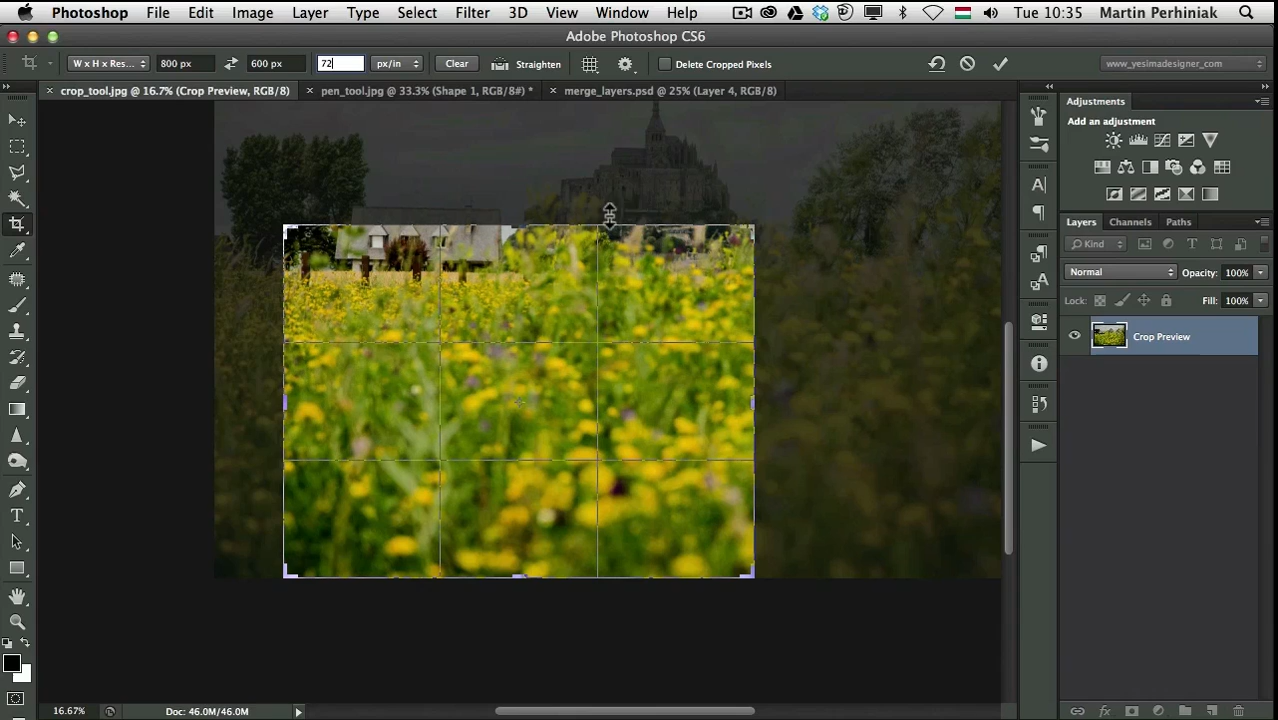 Photoshop File Edit Image Layer Type Select Filter 3D View Window Help Tue 10:35 Martin Perhiniak
Adobe Photoshop CS6
W x H x Res... 800 px 600 px 72 px/in Clear Straighten Delete Cropped Pixels www_yesimadesigner_com
× crop_tool.jpg @ 16.7% (Crop Preview, RGB/8) × pen_tool.jpg @ 33.3% (Shape 1, RGB/8#) * × merge_layers.psd @ 25% (Layer 4, RGB/8)
Adjustments
Add an adjustment
Layers Channels Paths
Kind
Normal Opacity: 100%
Lock: Fill: 100%
Crop Preview
16.67% Doc: 46.0M/46.0M